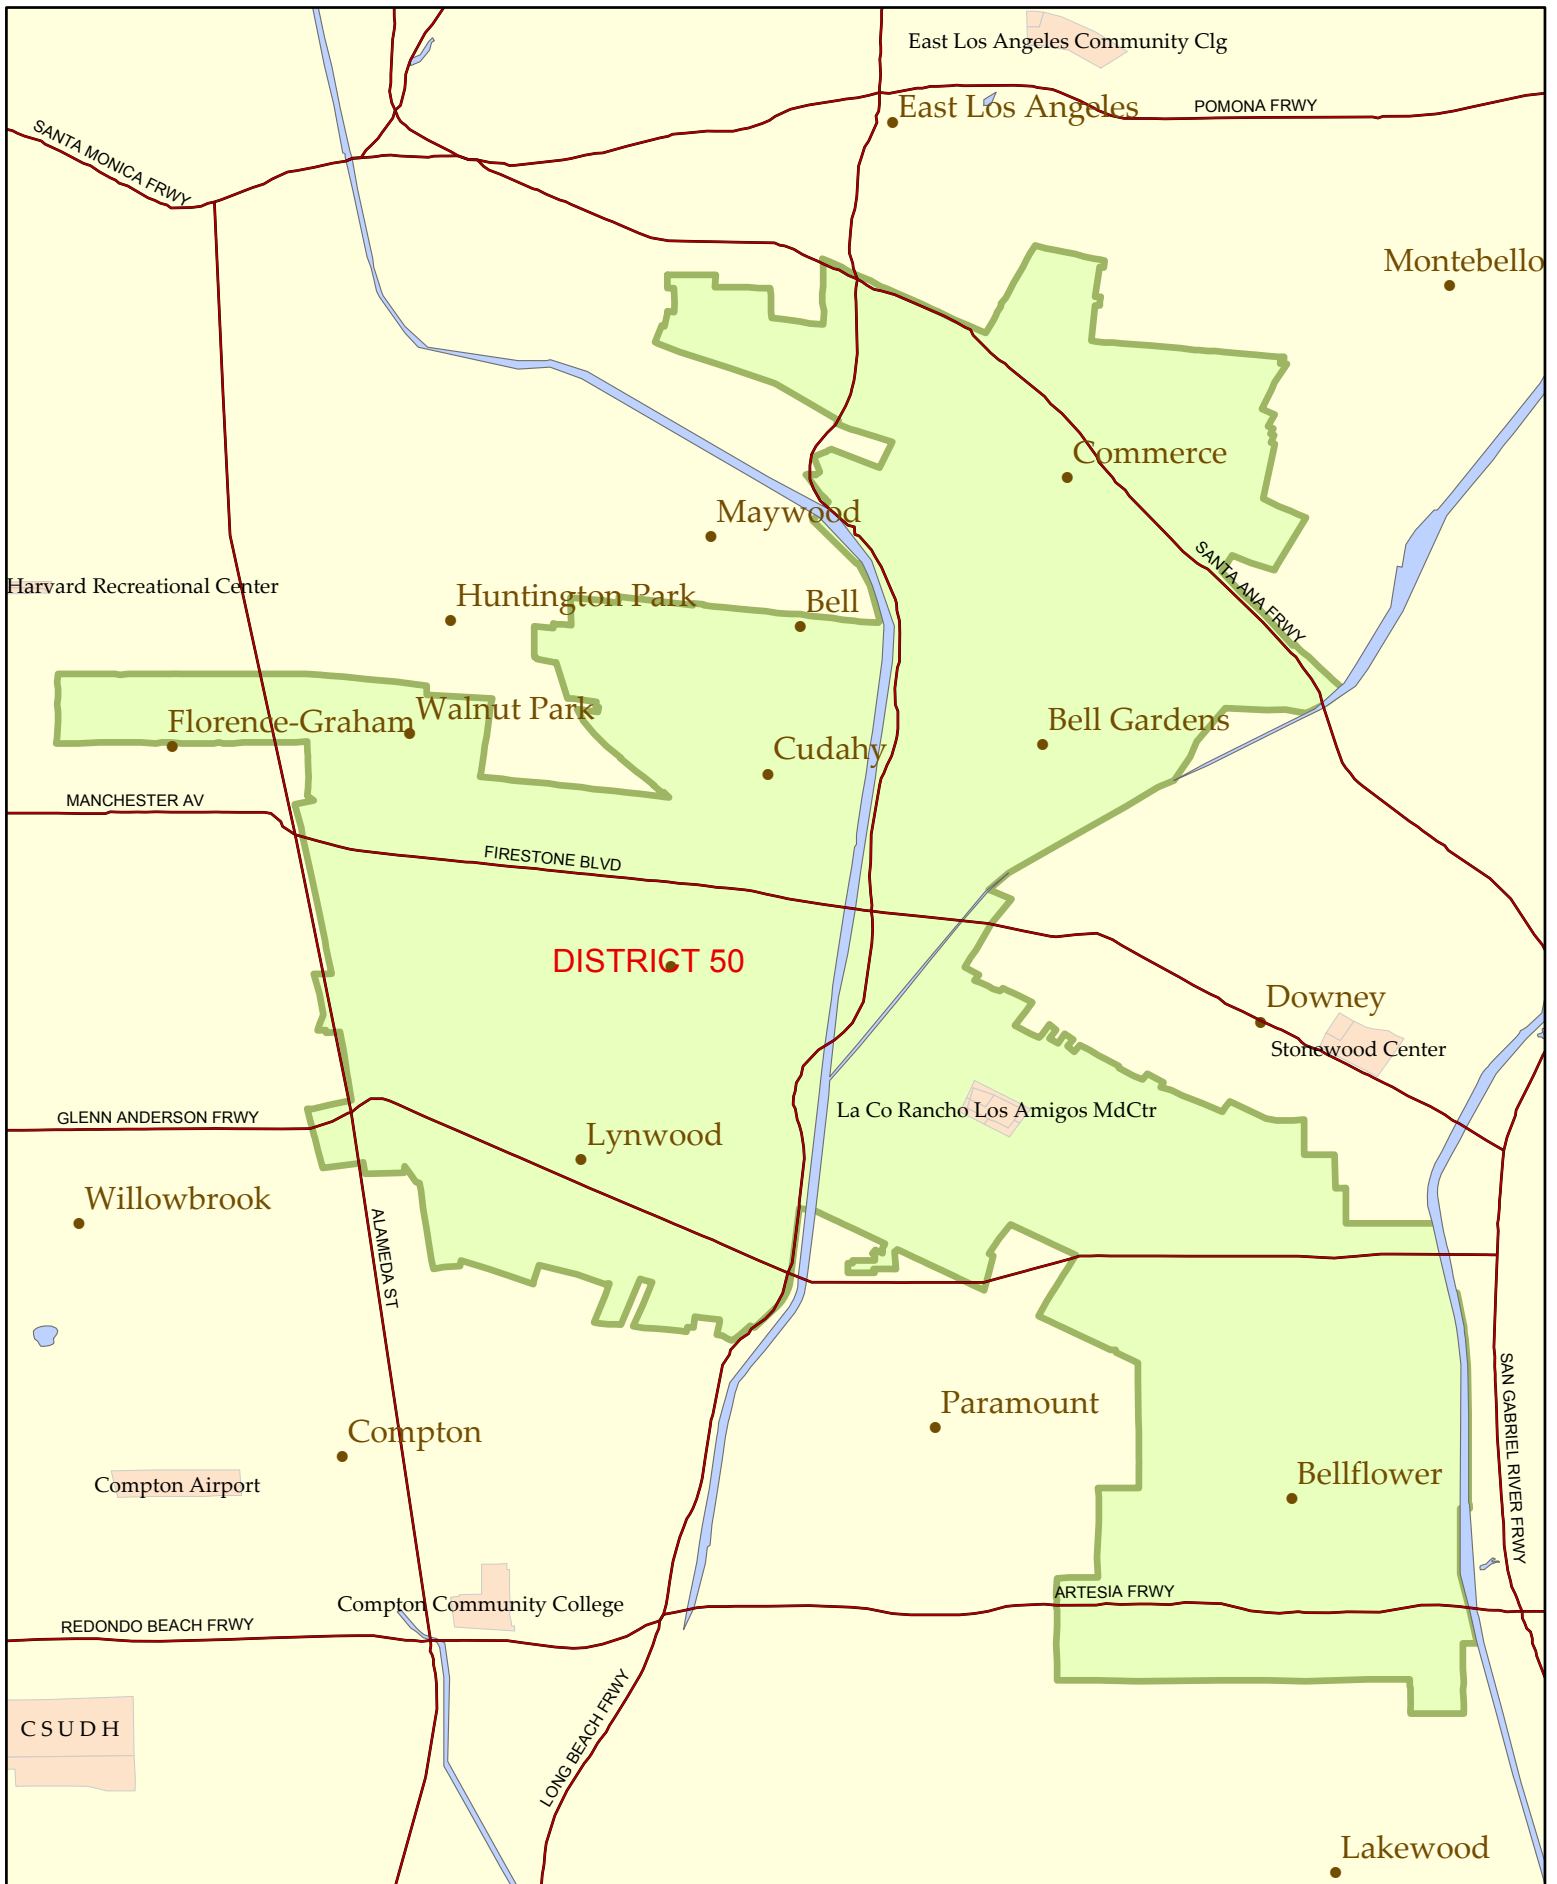 East Los Angeles Community Clg
East Los Angeles
POMONA FRWY
SANTA MONICA FRWY
Montebello
Commerce
Maywood
SANTA ANA FRWY
Harvard Recreational Center
Huntington Park
Bell
Florence-Graham
Walnut Park
Bell Gardens
Cudahy
MANCHESTER AV
FIRESTONE BLVD
DISTRICT 50
Downey
Stonewood Center
GLENN ANDERSON FRWY
La Co Rancho Los Amigos MdCtr
Lynwood
Willowbrook
ALAMEDA ST
Paramount
SAN GABRIEL RIVER FRWY
Compton
Bellflower
Compton Airport
ARTESIA FRWY
Compton Community College
REDONDO BEACH FRWY
LONG BEACH FRWY
CSUDH
Lakewood